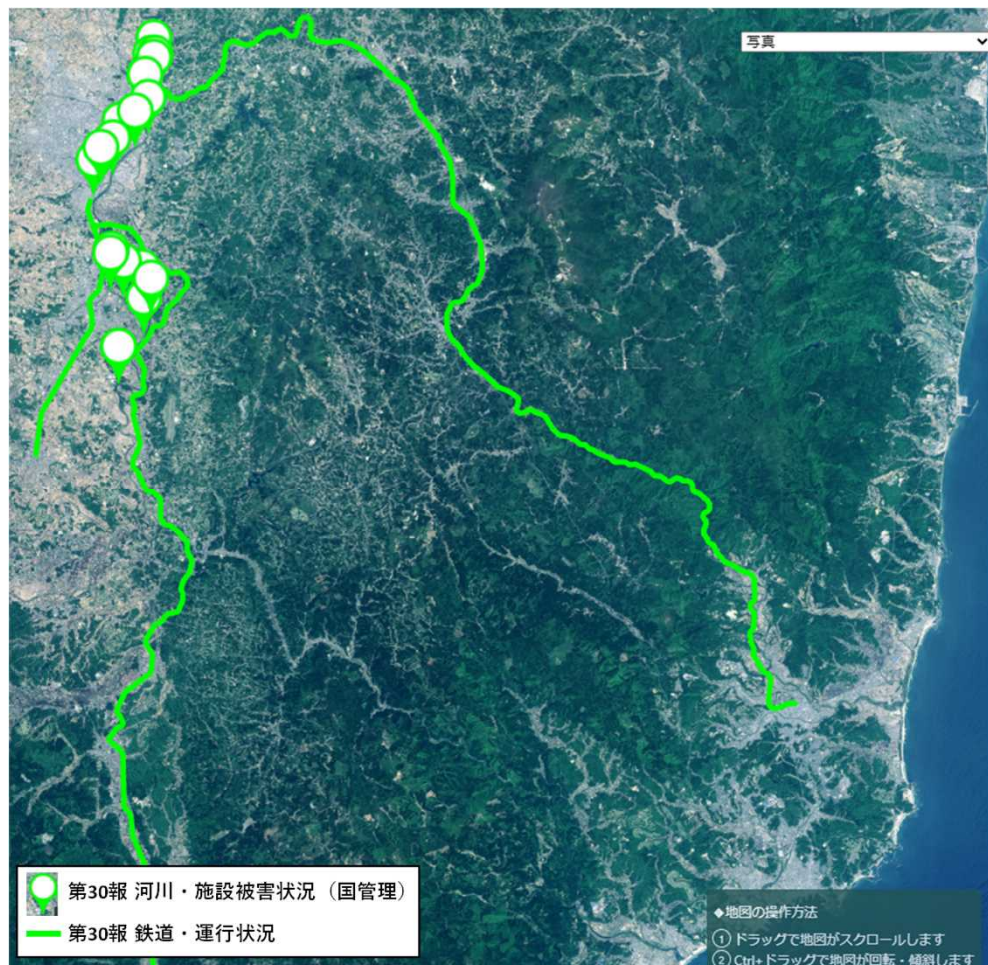 写真
第30報 河川・施設被害状況（国管理）
第30報 鉄道・運行状況
◆地図の操作方法
① ドラッグで地図がスクロールします
② Ctrl+ドラッグで地図が回転・傾斜します